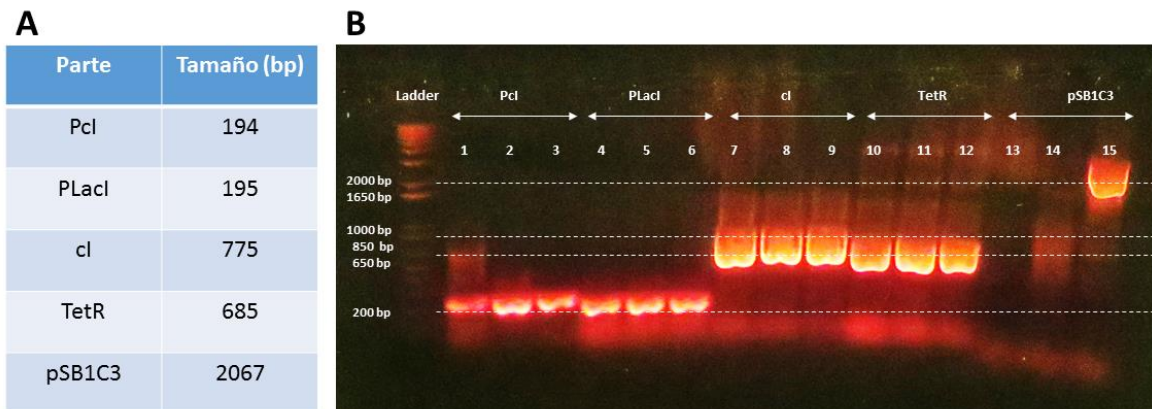 A
Parte Tamaño (bp)
PcI 194
PLacI 195
cI 775
TetR 685
pSB1C3 2067
B
Ladder PcI PLacI cI TetR pSB1C3
1 2 3 4 5 6 7 8 9 10 11 12 13 14 15
2000 bp
1650 bp
1000 bp
850 bp
650 bp
200 bp